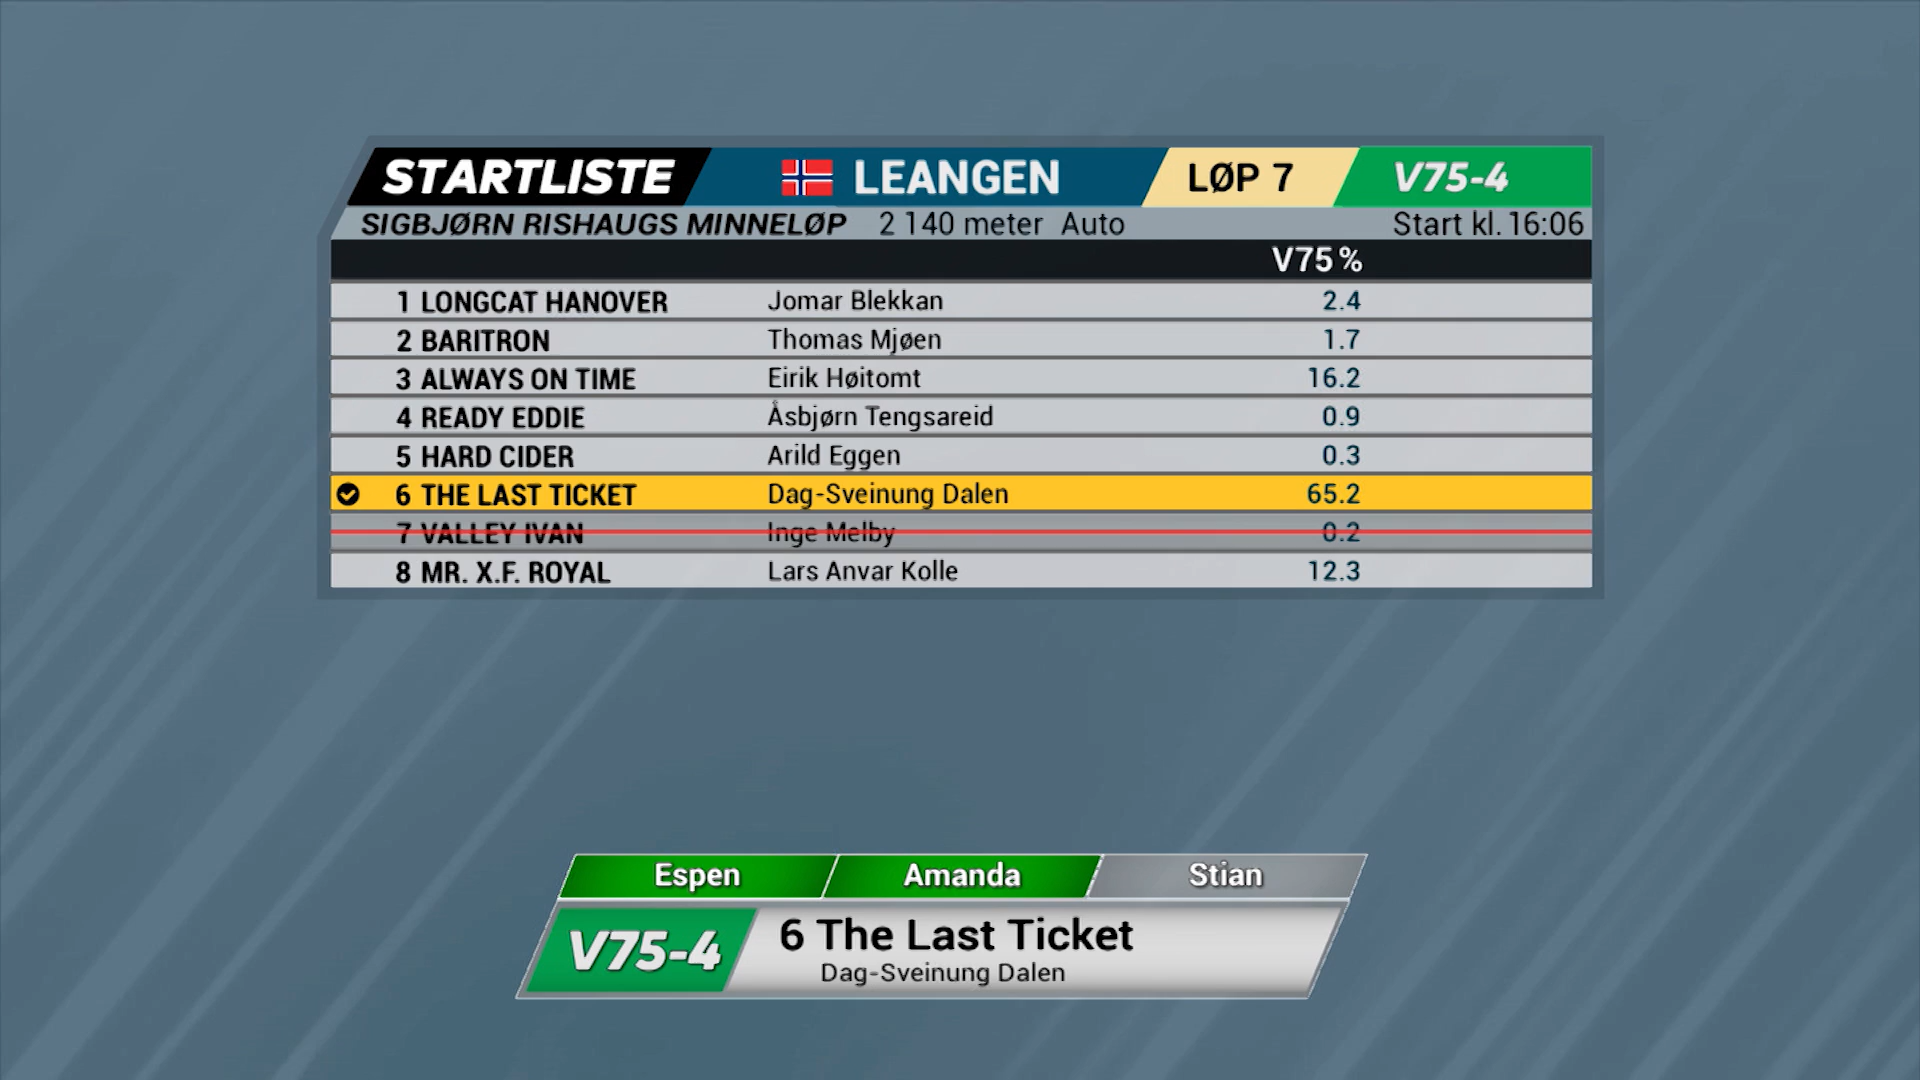 STARTLISTE LEANGEN LØP 7 V75-4
SIGBJØRN RISHAUGS MINNELØP 2 140 meter Auto Start kl. 16:06
V75 %
1 LONGCAT HANOVER Jomar Blekkan 2.4
2 BARITRON Thomas Mjøen 1.7
3 ALWAYS ON TIME Eirik Høitomt 16.2
4 READY EDDIE Åsbjørn Tengsareid 0.9
5 HARD CIDER Arild Eggen 0.3
6 THE LAST TICKET Dag-Sveinung Dalen 65.2
7 VALLEY IVAN Inge Melby 0.2
8 MR. X.F. ROYAL Lars Anvar Kolle 12.3
Espen Amanda Stian
V75-4 6 The Last Ticket
Dag-Sveinung Dalen